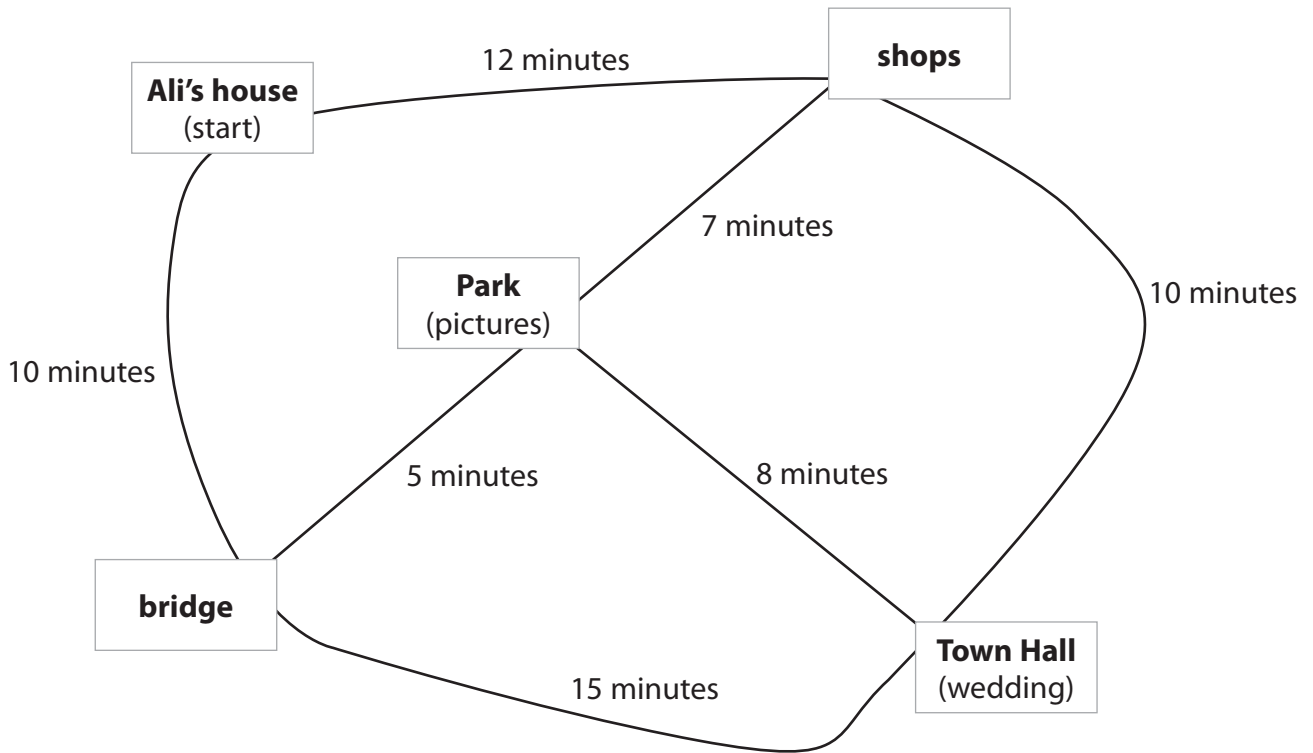 shops
12 minutes
Ali’s house
(start)
7 minutes
Park
(pictures)
10 minutes
10 minutes
5 minutes
8 minutes
bridge
Town Hall
(wedding)
15 minutes